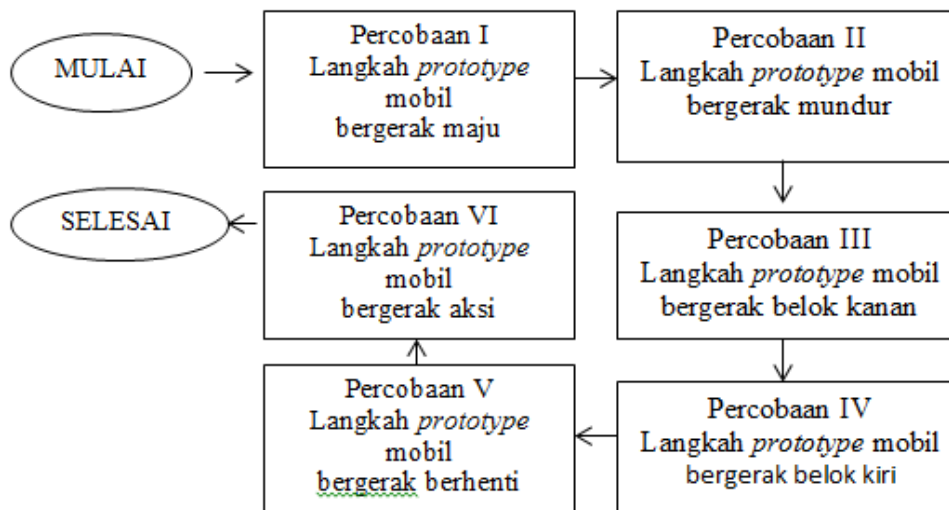 MULAI
Percobaan I
Langkah prototype
mobil
bergerak maju
Percobaan II
Langkah prototype mobil
bergerak mundur
Percobaan III
Langkah prototype mobil
bergerak belok kanan
Percobaan IV
Langkah prototype mobil
bergerak belok kiri
Percobaan V
Langkah prototype
mobil
bergerak berhenti
Percobaan VI
Langkah prototype
mobil
bergerak aksi
SELESAI